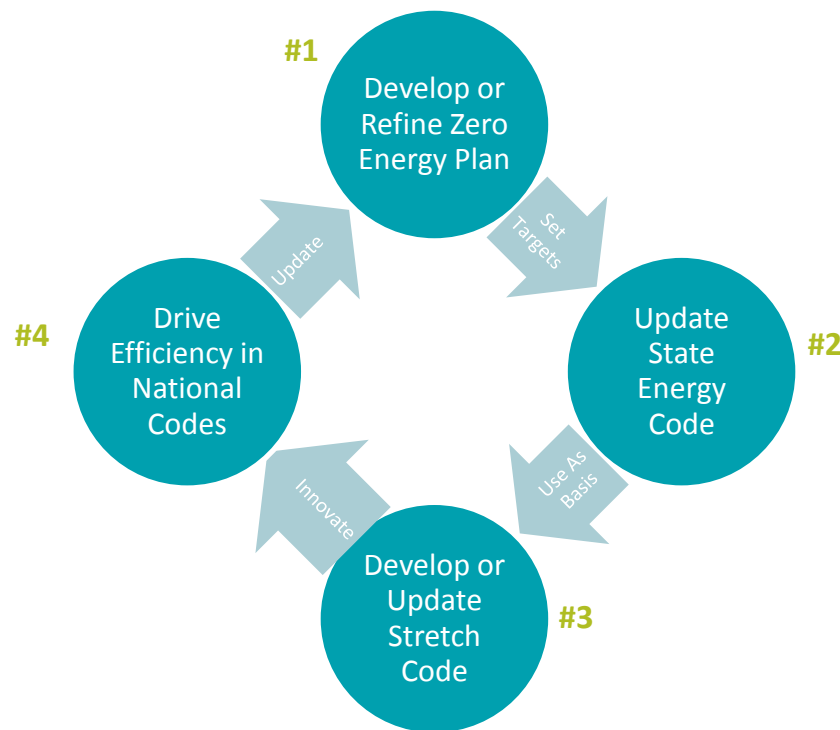 #1
Develop or
Refine Zero
Energy Plan
Set
Targets
#2
Update
State
Energy
Code
Use As
Basis
#3
Develop or
Update
Stretch
Code
Innovate
#4
Drive
Efficiency in
National
Codes
Update